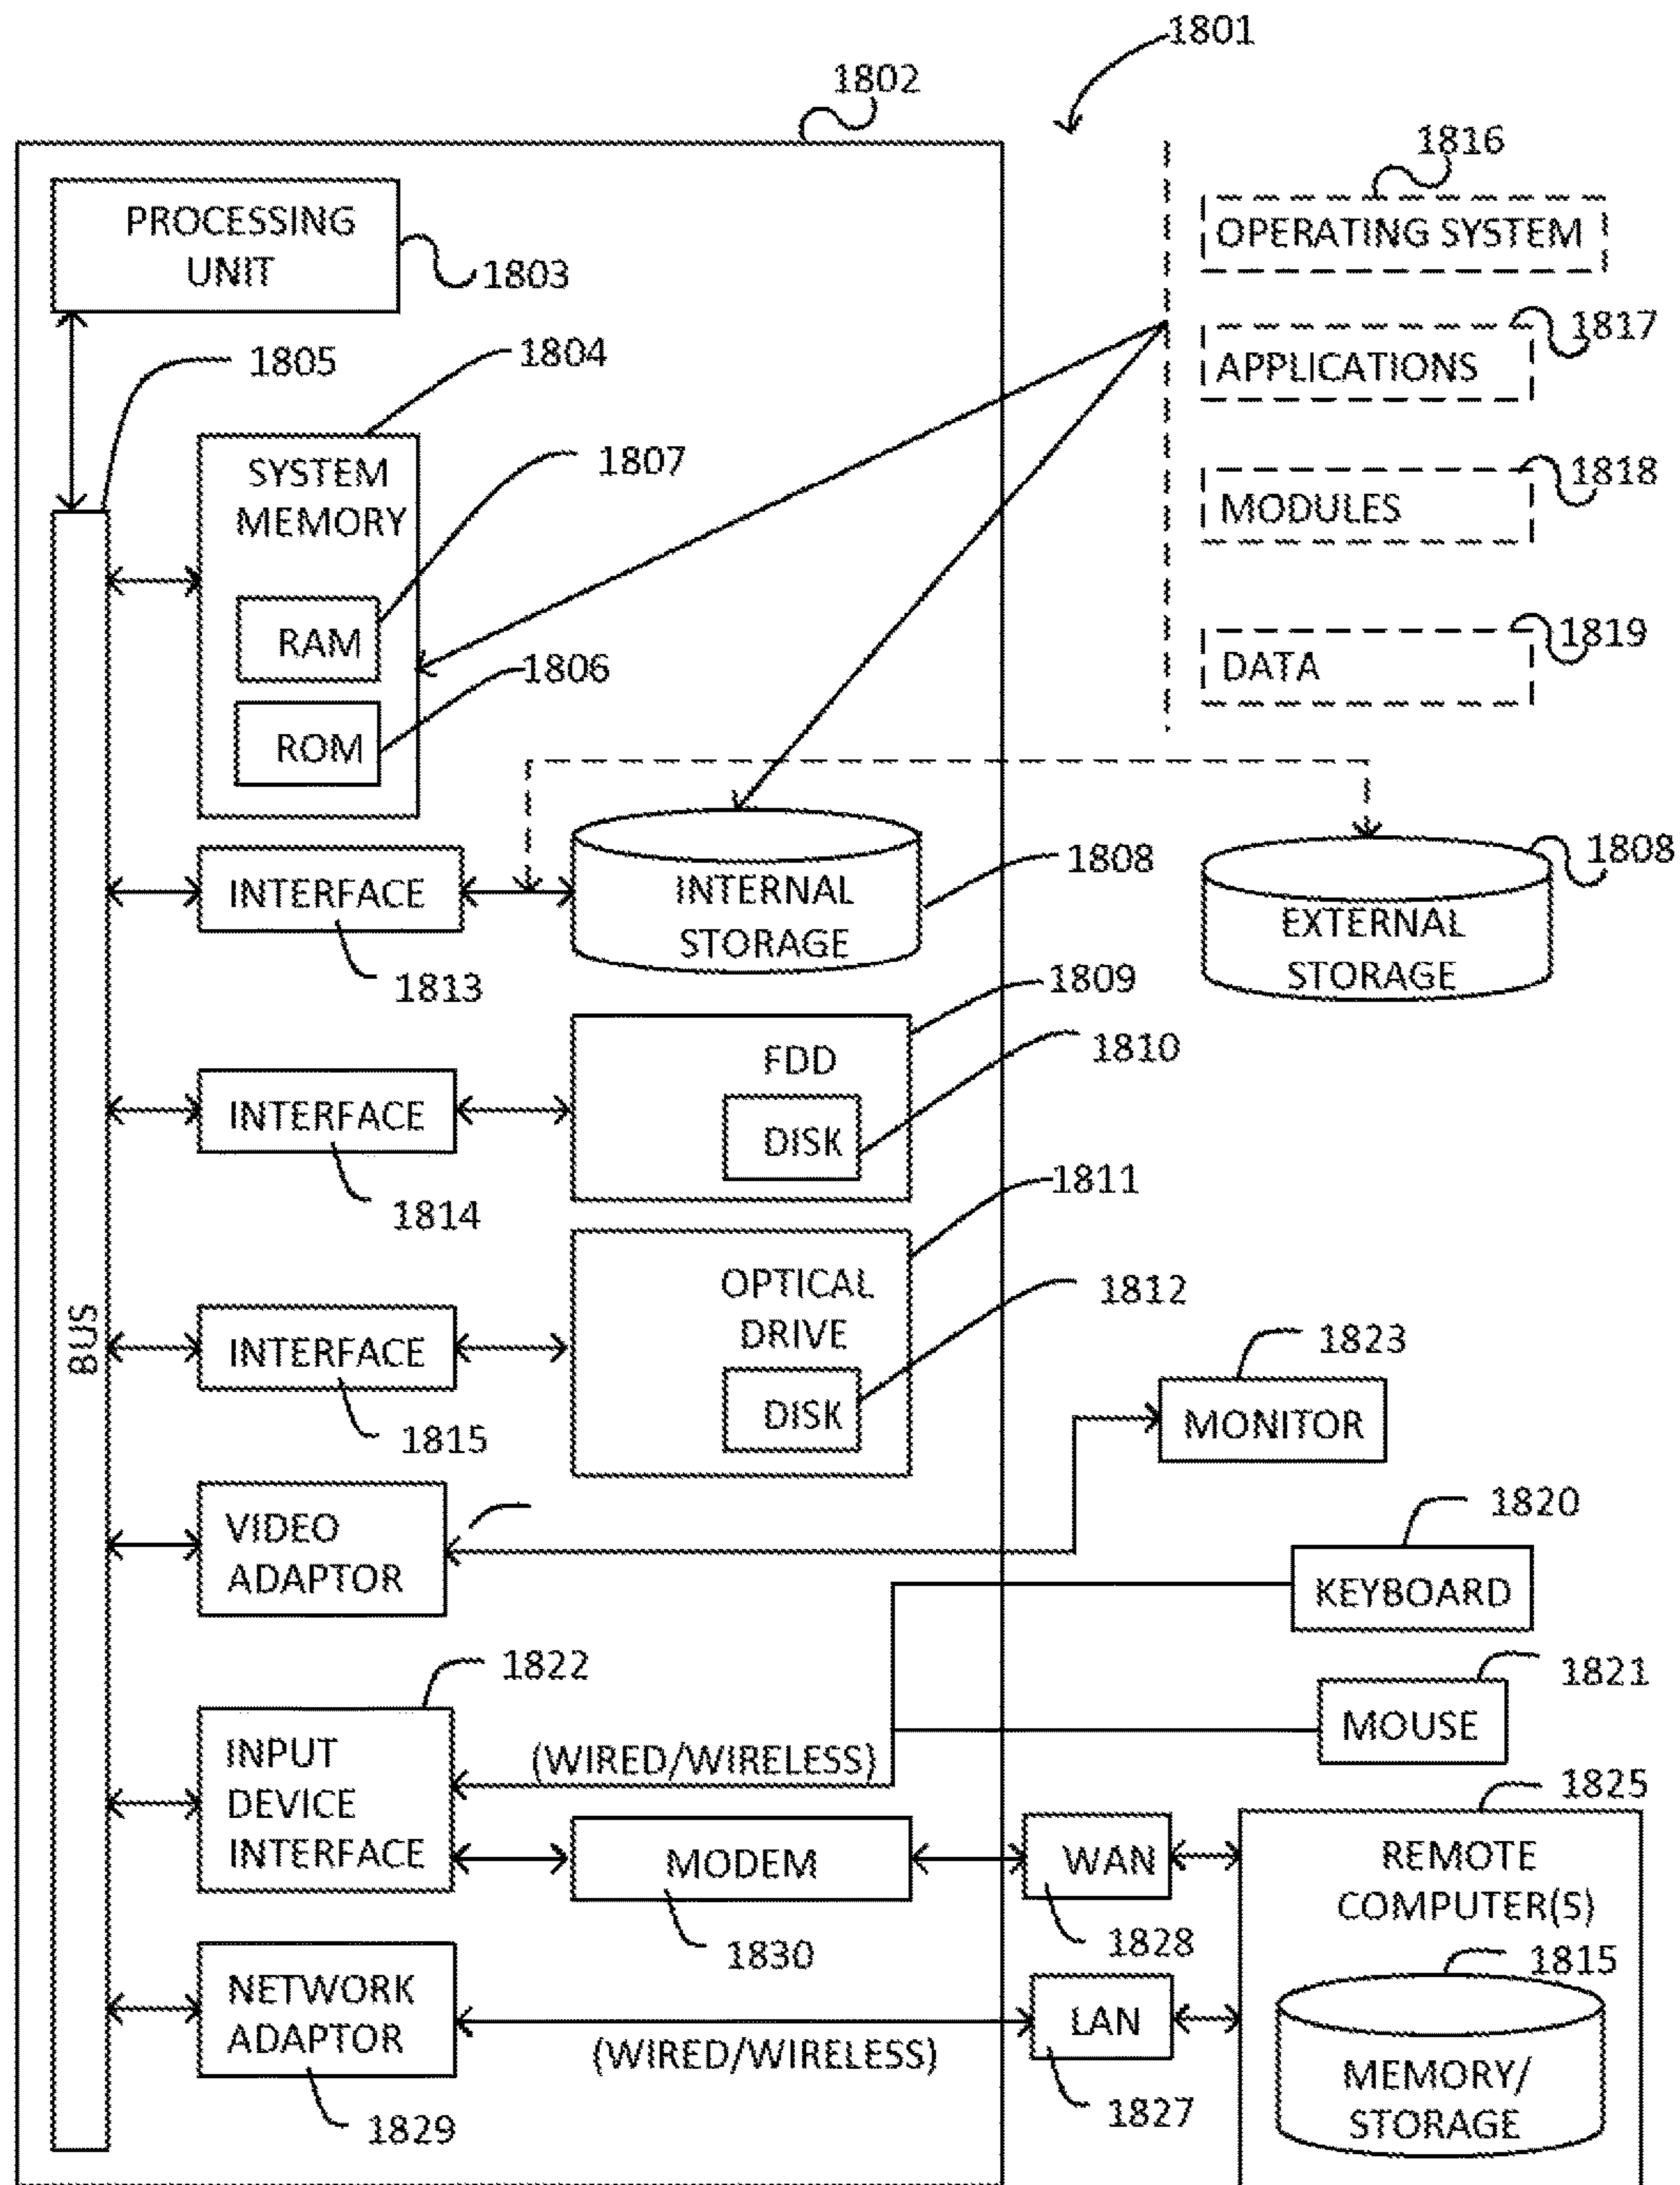 1801
1802
1816
PROCESSING
UNIT
1803
OPERATING SYSTEM
1817
APPLICATIONS
1805
1804
SYSTEM
MEMORY
1807
1818
MODULES
RAM
1806
1819
DATA
ROM
INTERFACE
1813
INTERNAL
STORAGE
1808
EXTERNAL
STORAGE
1808
1809
FDD
1810
DISK
INTERFACE
1814
1811
OPTICAL
DRIVE
1812
DISK
INTERFACE
1815
BUS
1823
MONITOR
VIDEO
ADAPTOR
1820
KEYBOARD
1822
1821
MOUSE
INPUT
DEVICE
INTERFACE
(WIRED/WIRELESS)
1825
REMOTE
COMPUTER(S)
MODEM
1830
WAN
1828
1815
MEMORY/
STORAGE
NETWORK
ADAPTOR
1829
(WIRED/WIRELESS)
LAN
1827